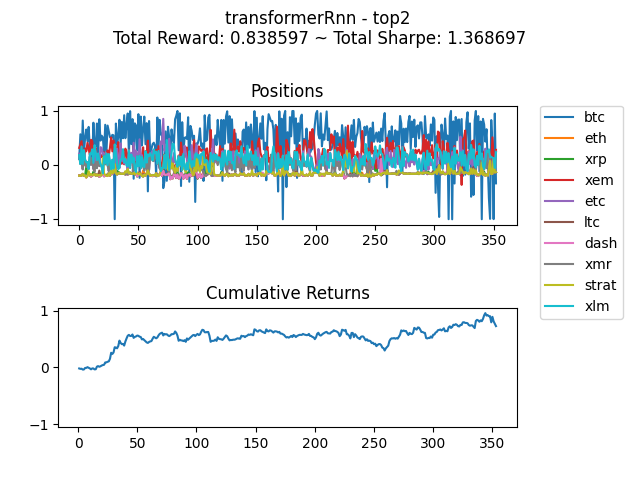 transformerRnn - top2
Total Reward: 0.838597 ~ Total Sharpe: 1.368697
Positions
1
0
−1
0 50 100 150 200 250 300 350
btc
eth
xrp
xem
etc
ltc
dash
xmr
strat
xlm
Cumulative Returns
1
0
−1
0 50 100 150 200 250 300 350